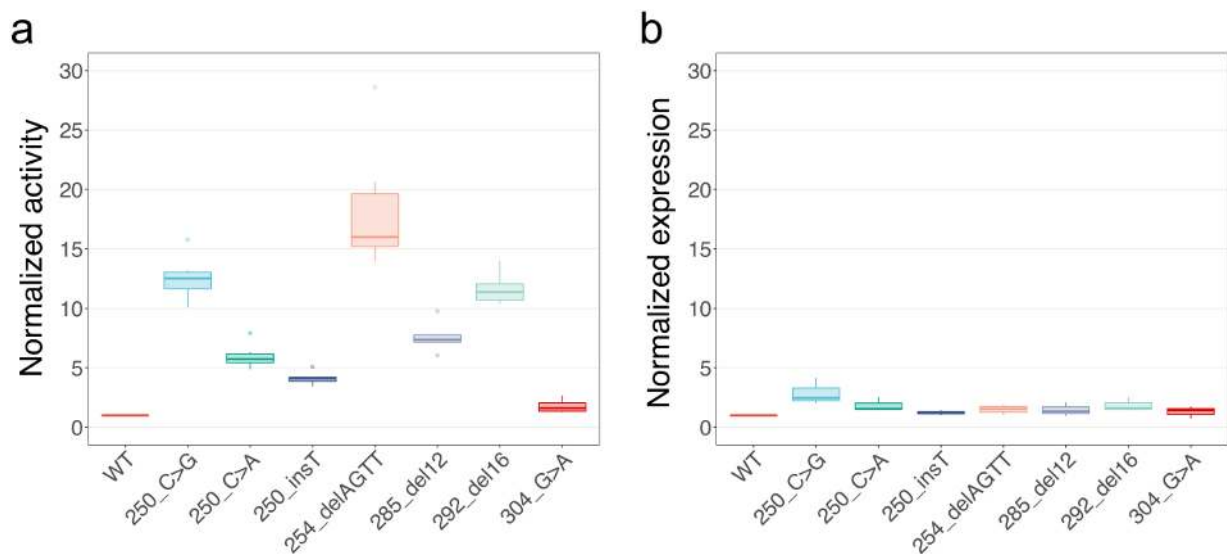 a
Normalized activity
30
25
20
15
10
5
0
WT
250_C>G
250_C>A
250_insT
254_delAGTT
285_del12
292_del16
304_G>A
b
Normalized expression
30
25
20
15
10
5
0
WT
250_C>G
250_C>A
250_insT
254_delAGTT
285_del12
292_del16
304_G>A